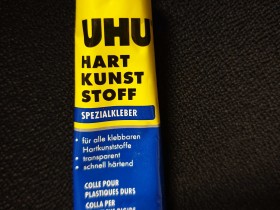 UHU
HART
KUNST
STOFF
SPEZIALKLEBER
• für alle klebbaren
Hartkunststoffe
• transparent
• schnell härtend
COLLE POUR
PLASTIQUES DURS
COLLA PER